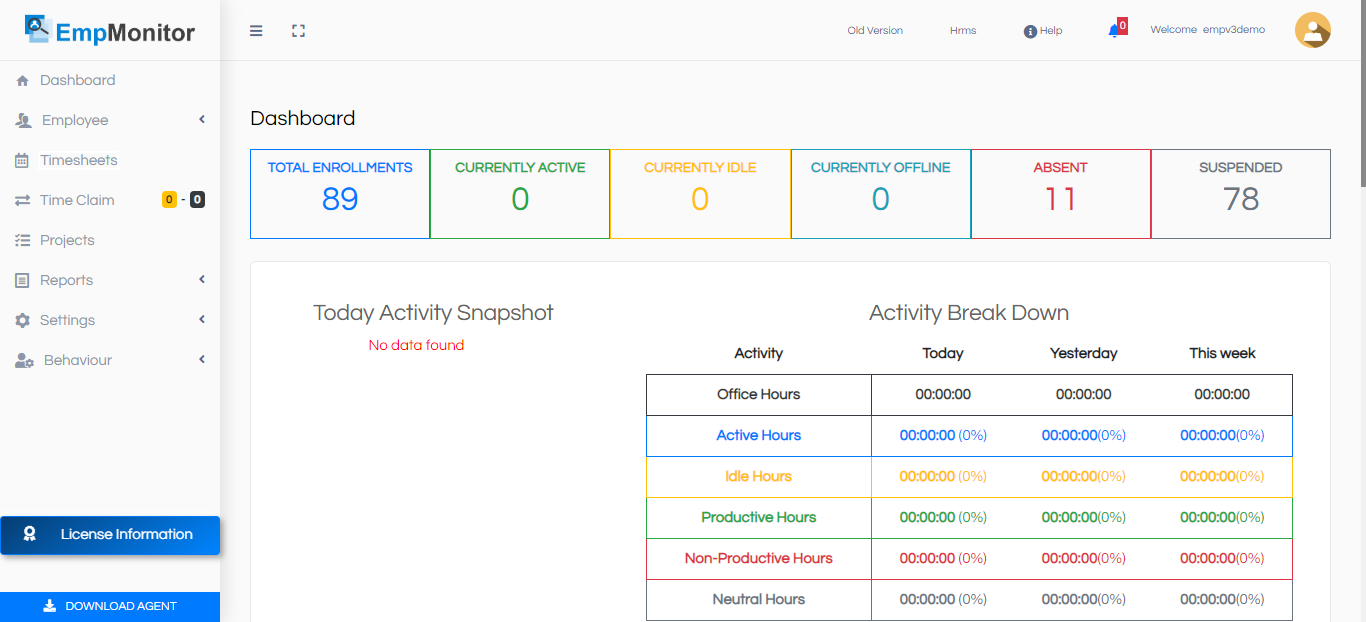 EmpMonitor
Old Version
Hrms
Help
0
Welcome empv3demo
Dashboard
Employee
Timesheets
Time Claim 0 - 0
Projects
Reports
Settings
Behaviour
License Information
DOWNLOAD AGENT
Dashboard
TOTAL ENROLLMENTS
89
CURRENTLY ACTIVE
0
CURRENTLY IDLE
0
CURRENTLY OFFLINE
0
ABSENT
11
SUSPENDED
78
Today Activity Snapshot
No data found
Activity Break Down
Activity Today Yesterday This week
Office Hours 00:00:00 00:00:00 00:00:00
Active Hours 00:00:00 (0%) 00:00:00(0%) 00:00:00(0%)
Idle Hours 00:00:00 (0%) 00:00:00(0%) 00:00:00(0%)
Productive Hours 00:00:00 (0%) 00:00:00(0%) 00:00:00(0%)
Non-Productive Hours 00:00:00 (0%) 00:00:00(0%) 00:00:00(0%)
Neutral Hours 00:00:00 (0%) 00:00:00(0%) 00:00:00(0%)